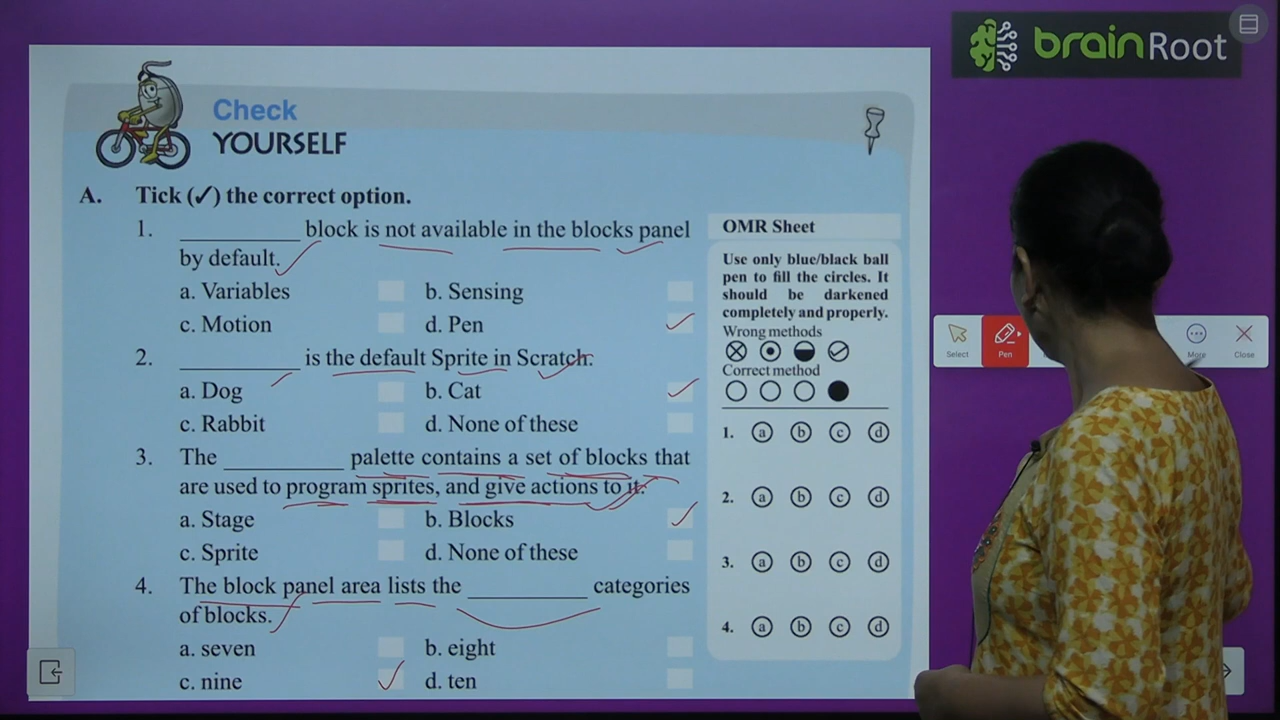 brainRoot
Check
YOURSELF
A. Tick (✓) the correct option.
1. __________ block is not available in the blocks panel
by default.
a. Variables b. Sensing
c. Motion d. Pen
2. __________ is the default Sprite in Scratch.
a. Dog b. Cat
c. Rabbit d. None of these
3. The __________ palette contains a set of blocks that
are used to program sprites, and give actions to it.
a. Stage b. Blocks
c. Sprite d. None of these
4. The block panel area lists the __________ categories
of blocks.
a. seven b. eight
c. nine d. ten
OMR Sheet
Use only blue/black ball
pen to fill the circles. It
should be darkened
completely and properly.
Wrong methods
Correct method
1. a b c d
2. a b c d
3. a b c d
4. a b c d
Select Pen More Close